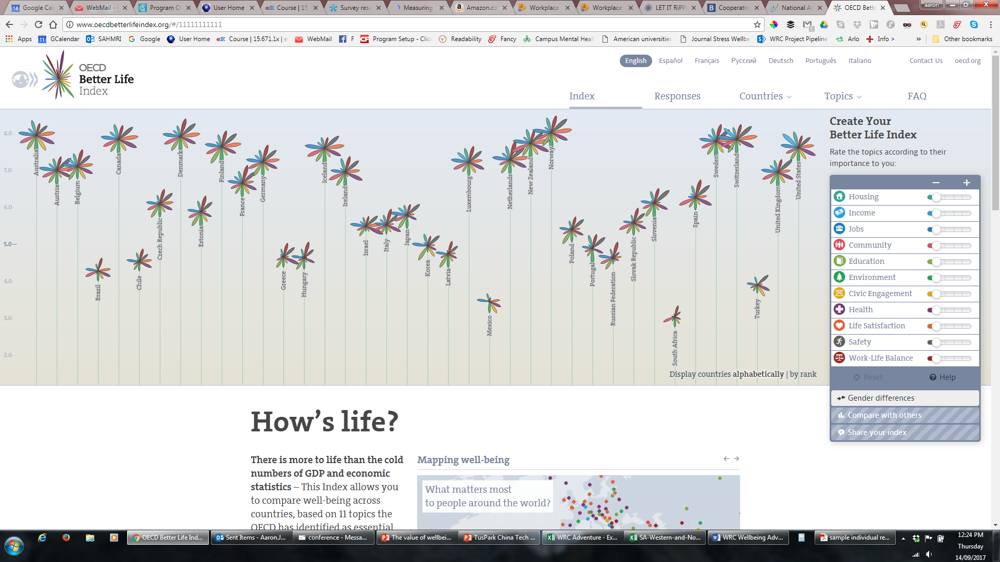 Google Cal
WebMail -
Program O
User Home
Course | 15
Survey resu
Measuring
Amazon.co
Workplace
Workplace
LET IT RiPP
Cooperativ
National A
OECD Bette
aaron
www.oecdbetterlifeindex.org/#/11111111111
Apps
GCalendar
SAHMRI
Google
User Home
Course | 15.671.1x | e
WebMail
F
Program Setup - Click
Readability
Fancy
Campus Mental Heal
American universities
Journal Stress Wellbe
WRC Project Pipeline
Arlo
Info >
»
Other bookmarks
OECD
Better Life
Index
English
Español
Français
Русский
Deutsch
Português
Italiano
Contact Us
oecd.org
Index
Responses
Countries
Topics
FAQ
8.0-
7.0-
6.0-
5.0—
4.0-
3.0-
2.0-
Australia
Austria
Belgium
Brazil
Canada
Chile
Czech Republic
Denmark
Estonia
Finland
France
Germany
Greece
Hungary
Iceland
Ireland
Israel
Italy
Japan
Korea
Latvia
Luxembourg
Mexico
Netherlands
New Zealand
Norway
Poland
Portugal
Russian Federation
Slovak Republic
Slovenia
South Africa
Spain
Sweden
Switzerland
Turkey
United Kingdom
United States
Display countries alphabetically | by rank
Create Your
Better Life Index
Rate the topics according to their
importance to you:
− +
Housing
Income
Jobs
Community
Education
Environment
Civic Engagement
Health
Life Satisfaction
Safety
Work-Life Balance
Reset
Help
Gender differences
Compare with others
Share your index
How’s life?
There is more to life than the cold
numbers of GDP and economic
statistics – This Index allows you
to compare well-being across
countries, based on 11 topics the
OECD has identified as essential
Mapping well-being
← →
What matters most
to people around the world?
OECD Better Life Ind...
Sent Items - AaronJ...
conference - Messa...
The value of wellbei...
TusPark China Tech ...
WRC Adventure - Ex...
SA-Western-and-No...
WRC Wellbeing Adv...
sample individual re...
12:24 PM
Thursday
14/09/2017